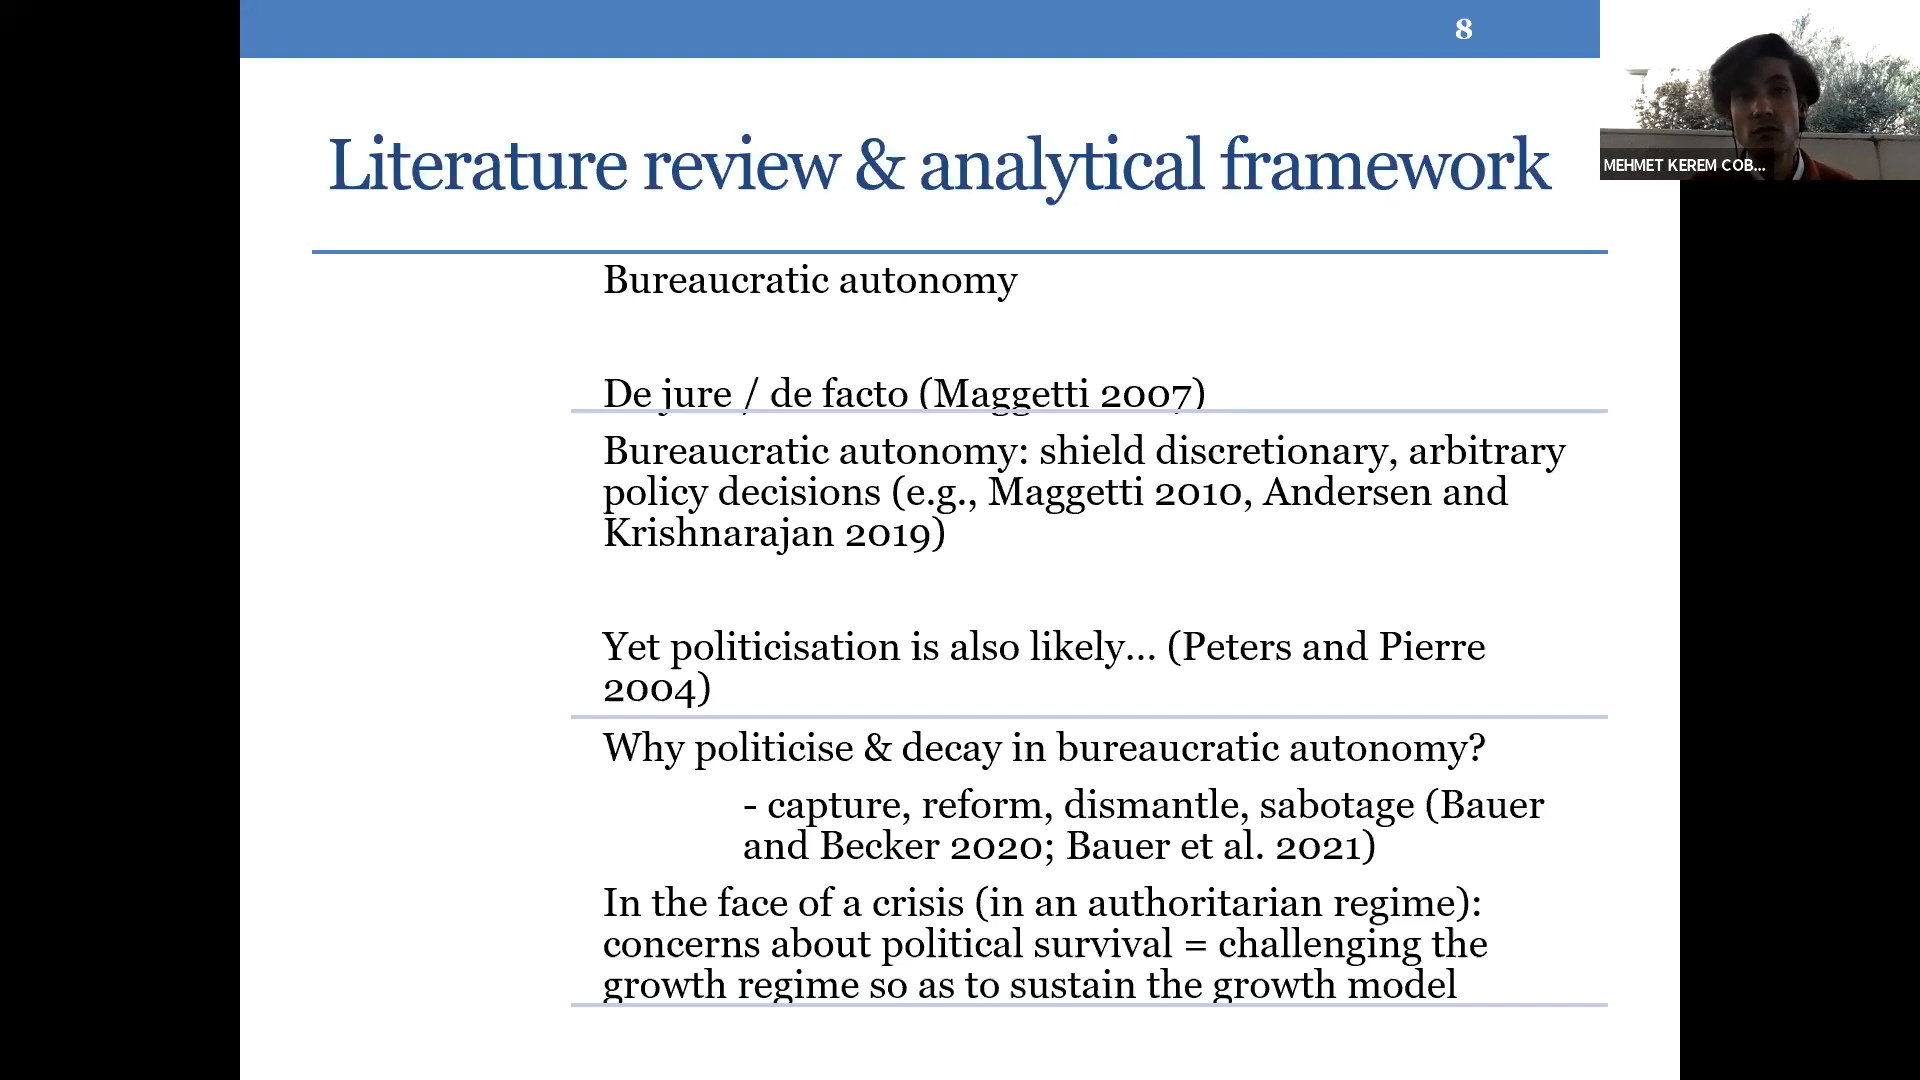 8
MEHMET KEREM COB...
Literature review & analytical framework
Bureaucratic autonomy
De jure / de facto (Maggetti 2007)
Bureaucratic autonomy: shield discretionary, arbitrary
policy decisions (e.g., Maggetti 2010, Andersen and
Krishnarajan 2019)
Yet politicisation is also likely... (Peters and Pierre
2004)
Why politicise & decay in bureaucratic autonomy?
- capture, reform, dismantle, sabotage (Bauer
and Becker 2020; Bauer et al. 2021)
In the face of a crisis (in an authoritarian regime):
concerns about political survival = challenging the
growth regime so as to sustain the growth model